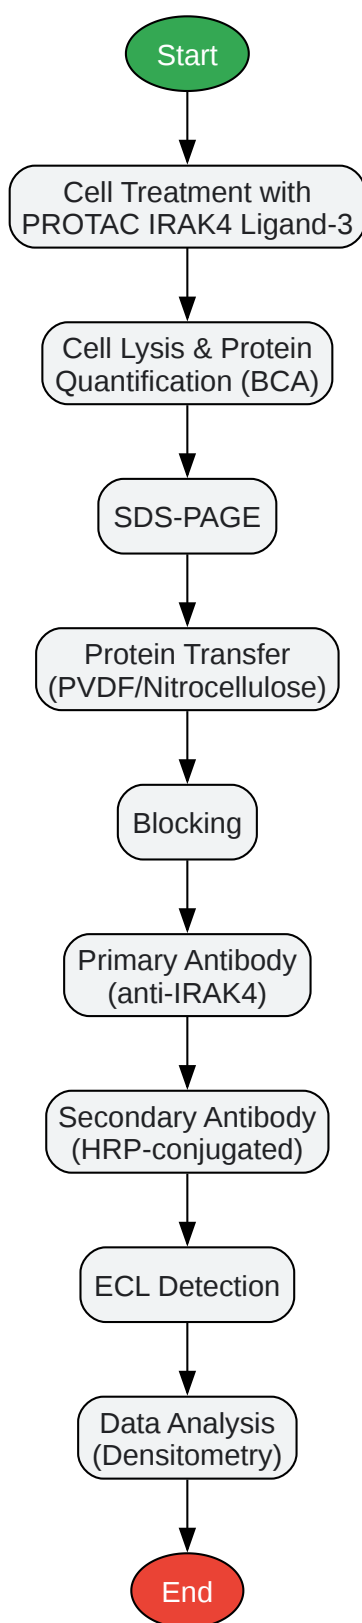 Start
Cell Treatment with
PROTAC IRAK4 Ligand-3
Cell Lysis & Protein
Quantification (BCA)
SDS-PAGE
Protein Transfer
(PVDF/Nitrocellulose)
Blocking
Primary Antibody
(anti-IRAK4)
Secondary Antibody
(HRP-conjugated)
ECL Detection
Data Analysis
(Densitometry)
End